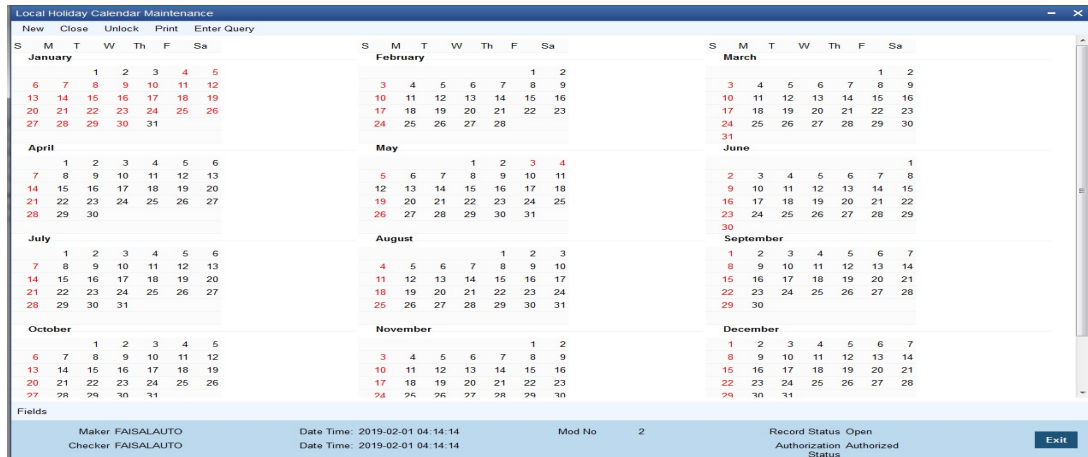 Local Holiday Calendar Maintenance
New Close Unlock Print Enter Query
S M T W Th F Sa S M T W Th F Sa S M T W Th F Sa
January February March
1 2 3 4 5 1 2 1 2
6 7 8 9 10 11 12 3 4 5 6 7 8 9 3 4 5 6 7 8 9
13 14 15 16 17 18 19 10 11 12 13 14 15 16 10 11 12 13 14 15 16
20 21 22 23 24 25 26 17 18 19 20 21 22 23 17 18 19 20 21 22 23
27 28 29 30 31 24 25 26 27 28 24 25 26 27 28 29 30
31
April May June
1 2 3 4 5 6 1 2 3 4 1
7 8 9 10 11 12 13 5 6 7 8 9 10 11 2 3 4 5 6 7 8
14 15 16 17 18 19 20 12 13 14 15 16 17 18 9 10 11 12 13 14 15
21 22 23 24 25 26 27 19 20 21 22 23 24 25 16 17 18 19 20 21 22
28 29 30 26 27 28 29 30 31 23 24 25 26 27 28 29
30
July August September
1 2 3 4 5 6 1 2 3 1 2 3 4 5 6 7
7 8 9 10 11 12 13 4 5 6 7 8 9 10 8 9 10 11 12 13 14
14 15 16 17 18 19 20 11 12 13 14 15 16 17 15 16 17 18 19 20 21
21 22 23 24 25 26 27 18 19 20 21 22 23 24 22 23 24 25 26 27 28
28 29 30 31 25 26 27 28 29 30 31 29 30
October November December
1 2 3 4 5 1 2 1 2 3 4 5 6 7
6 7 8 9 10 11 12 3 4 5 6 7 8 9 8 9 10 11 12 13 14
13 14 15 16 17 18 19 10 11 12 13 14 15 16 15 16 17 18 19 20 21
20 21 22 23 24 25 26 17 18 19 20 21 22 23 22 23 24 25 26 27 28
27 28 29 30 31 24 25 26 27 28 29 30 29 30 31
Fields
Maker FAISALAUTO Date Time: 2019-02-01 04:14:14 Mod No 2 Record Status Open
Checker FAISALAUTO Date Time: 2019-02-01 04:14:14 Authorization Authorized
Status
Exit